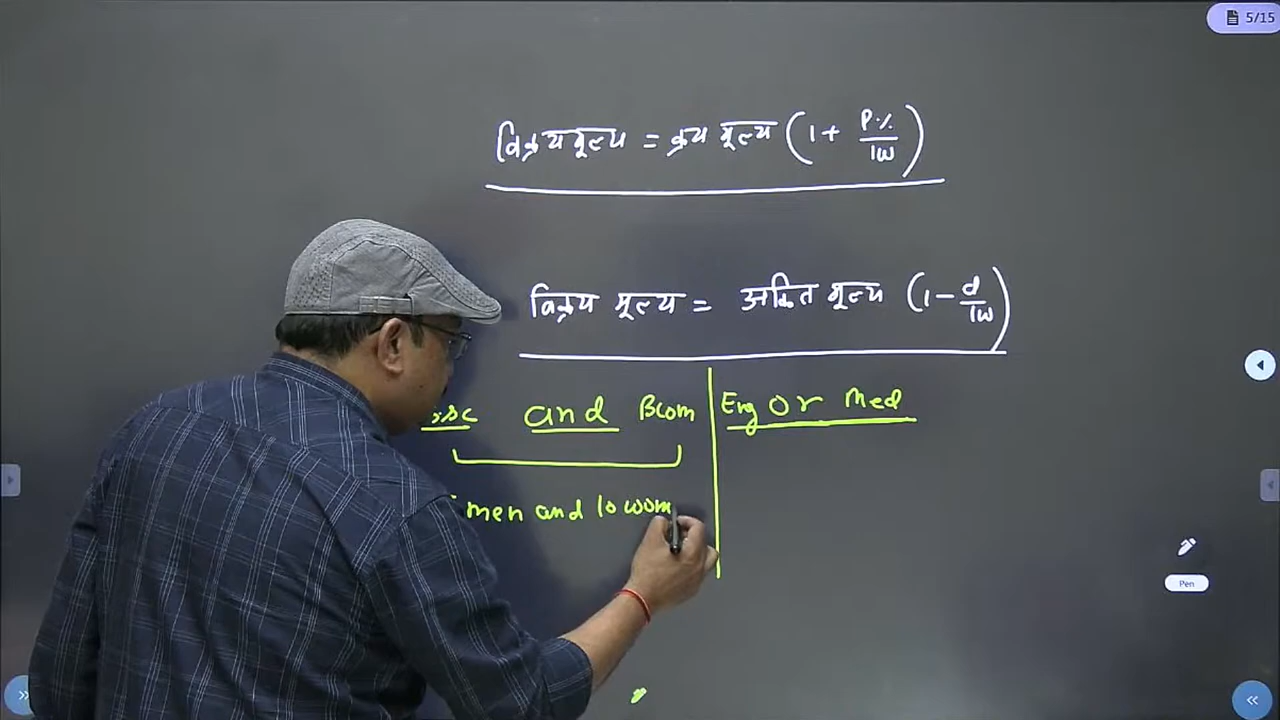 5/15
विक्रय मूल्य = क्रय मूल्य (1 + P% / 100)
विक्रय मूल्य = अंकित मूल्य (1 - d / 100)
and Bcom
Eng Or Med
men and 10 wom
Pen